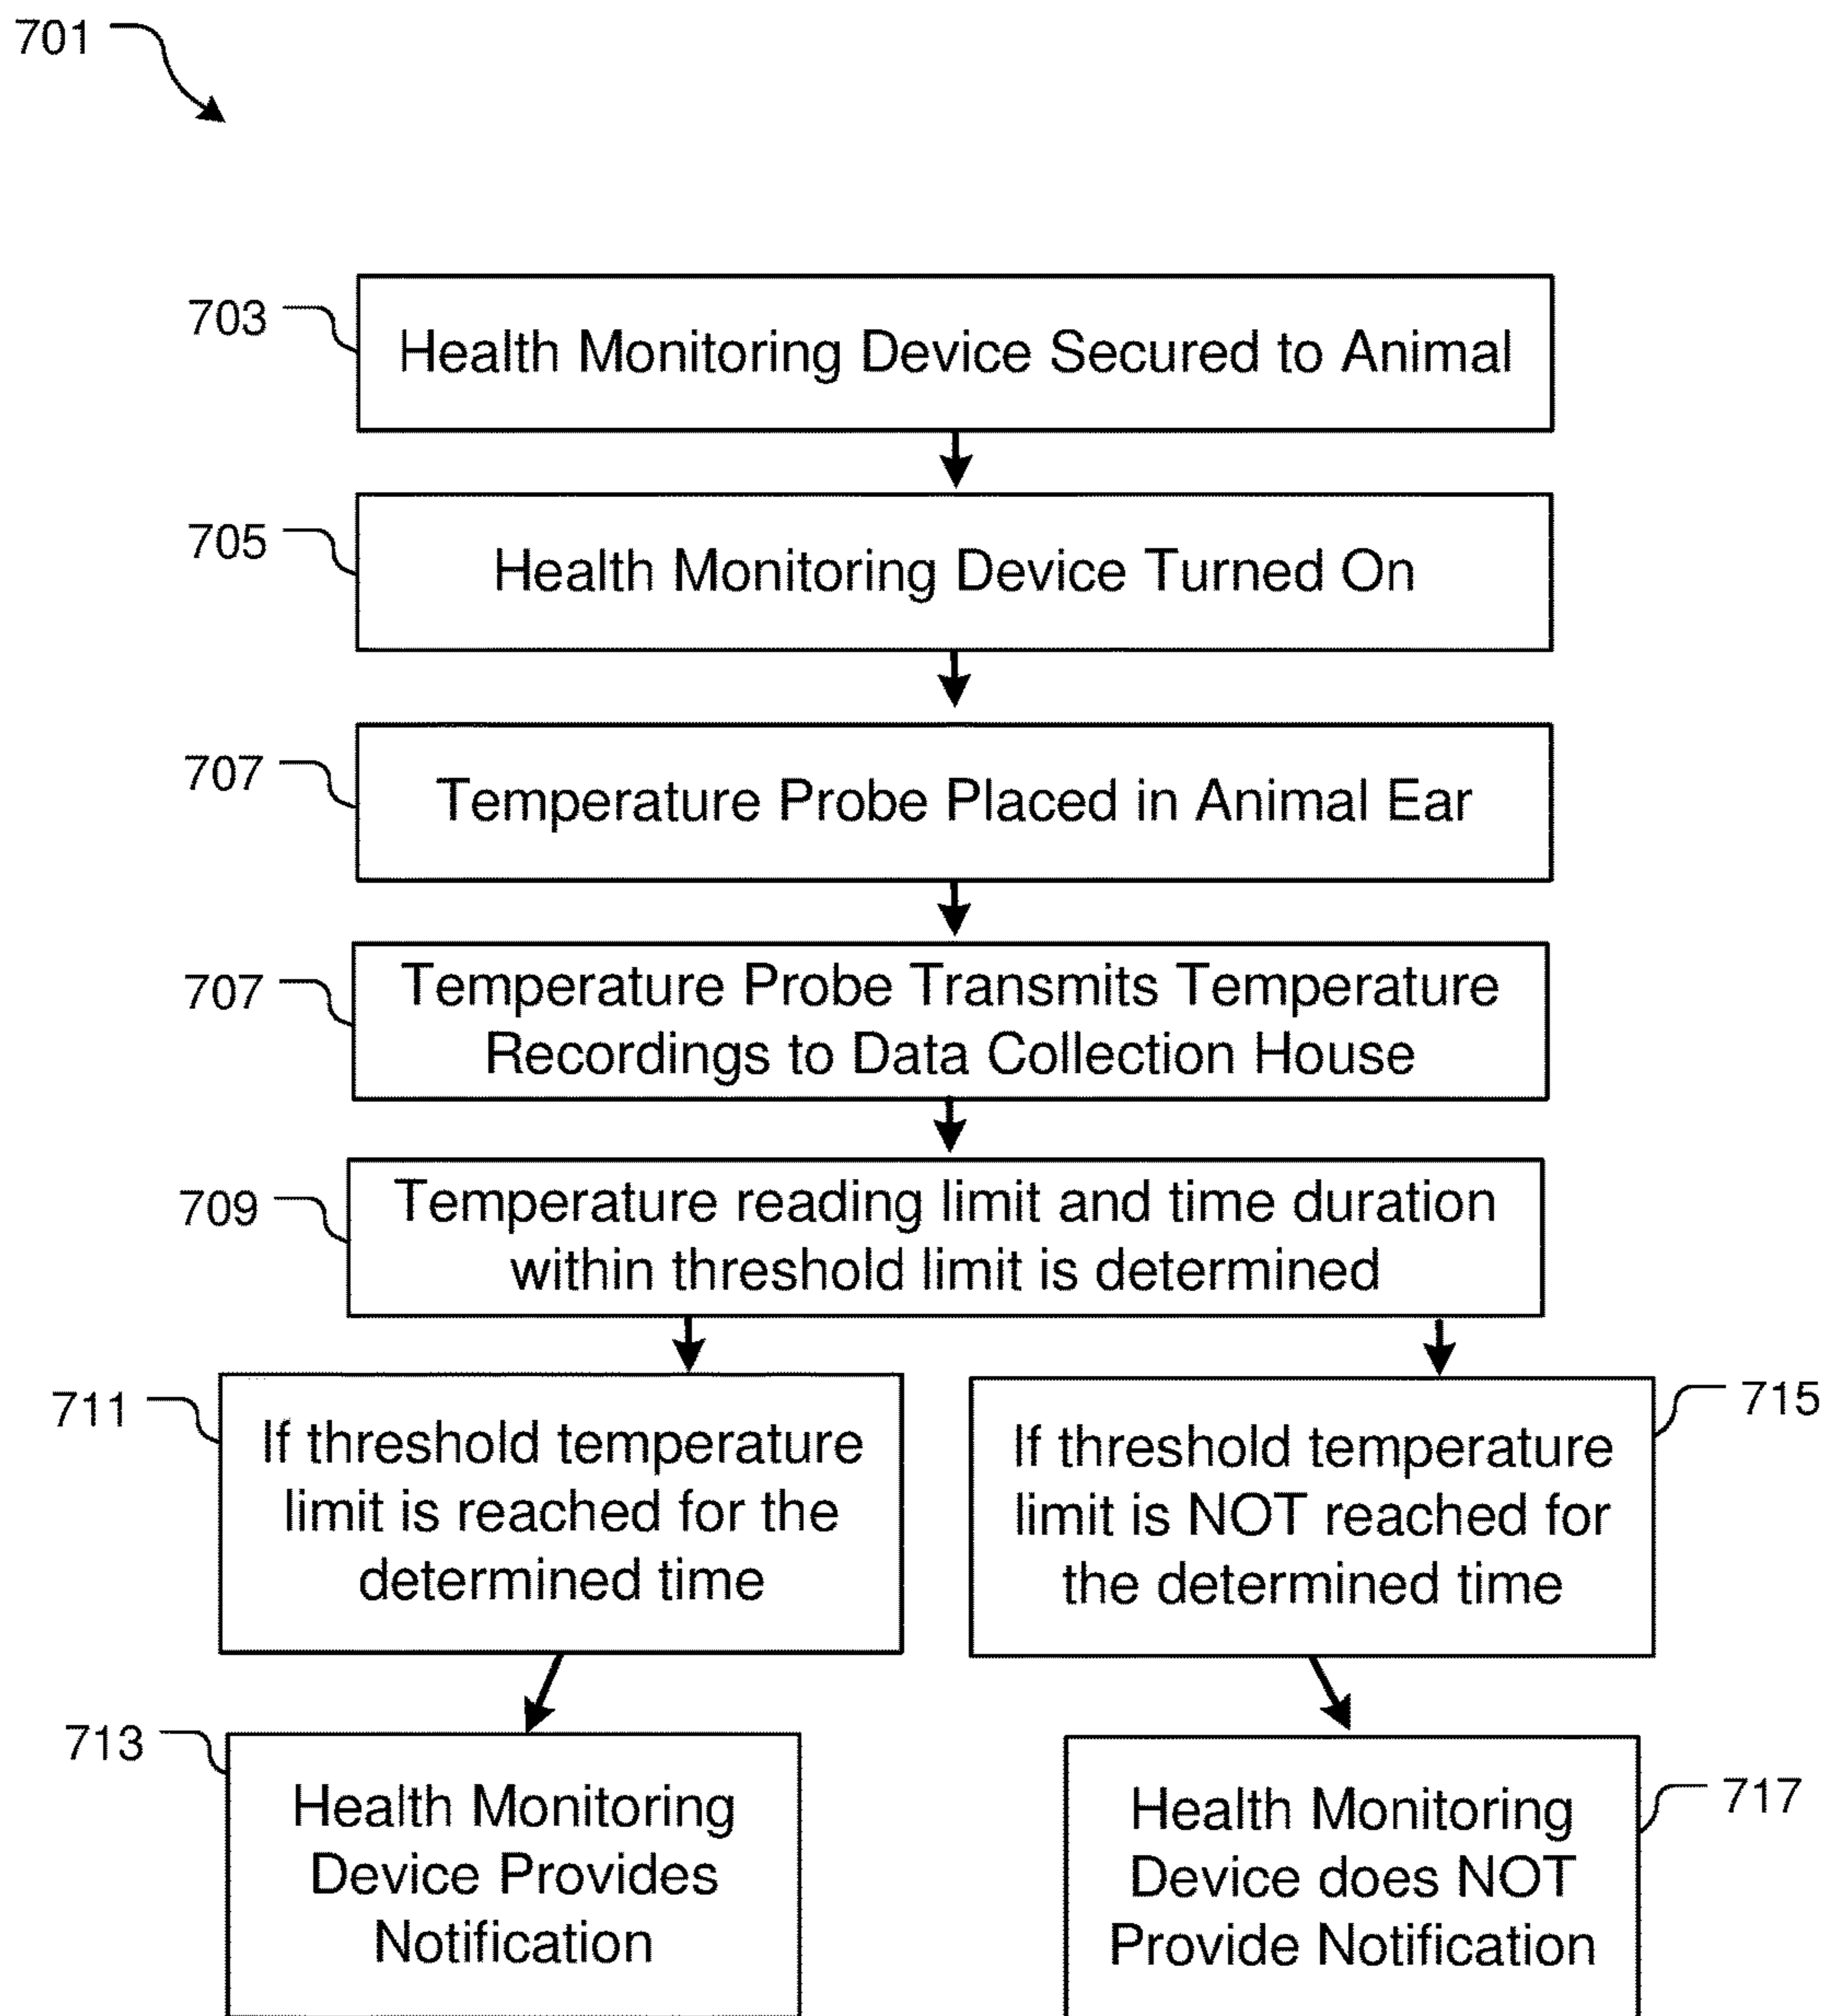 701
703
Health Monitoring Device Secured to Animal
705
Health Monitoring Device Turned On
707
Temperature Probe Placed in Animal Ear
707
Temperature Probe Transmits Temperature
Recordings to Data Collection House
709
Temperature reading limit and time duration
within threshold limit is determined
711
If threshold temperature
limit is reached for the
determined time
715
If threshold temperature
limit is NOT reached for
the determined time
713
Health Monitoring
Device Provides
Notification
717
Health Monitoring
Device does NOT
Provide Notification